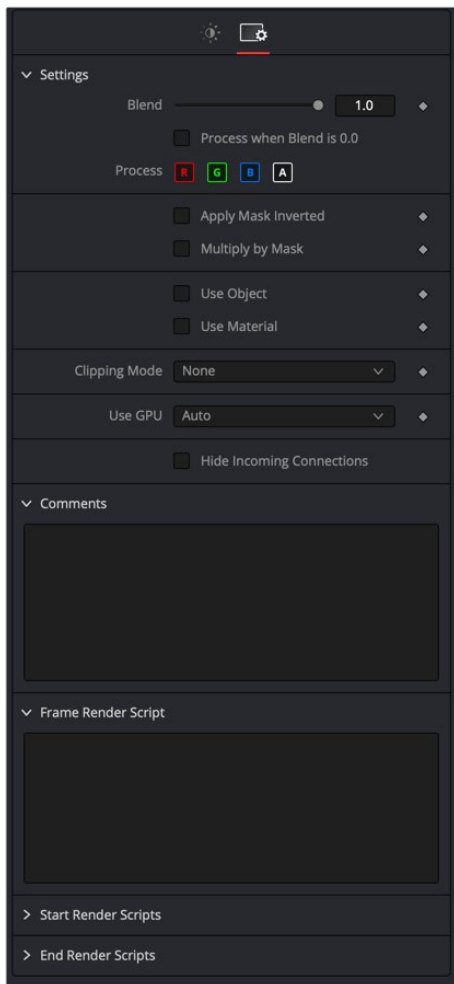 Settings
Blend 1.0
Process when Blend is 0.0
Process R G B A
Apply Mask Inverted
Multiply by Mask
Use Object
Use Material
Clipping Mode None
Use GPU Auto
Hide Incoming Connections
Comments
Frame Render Script
Start Render Scripts
End Render Scripts